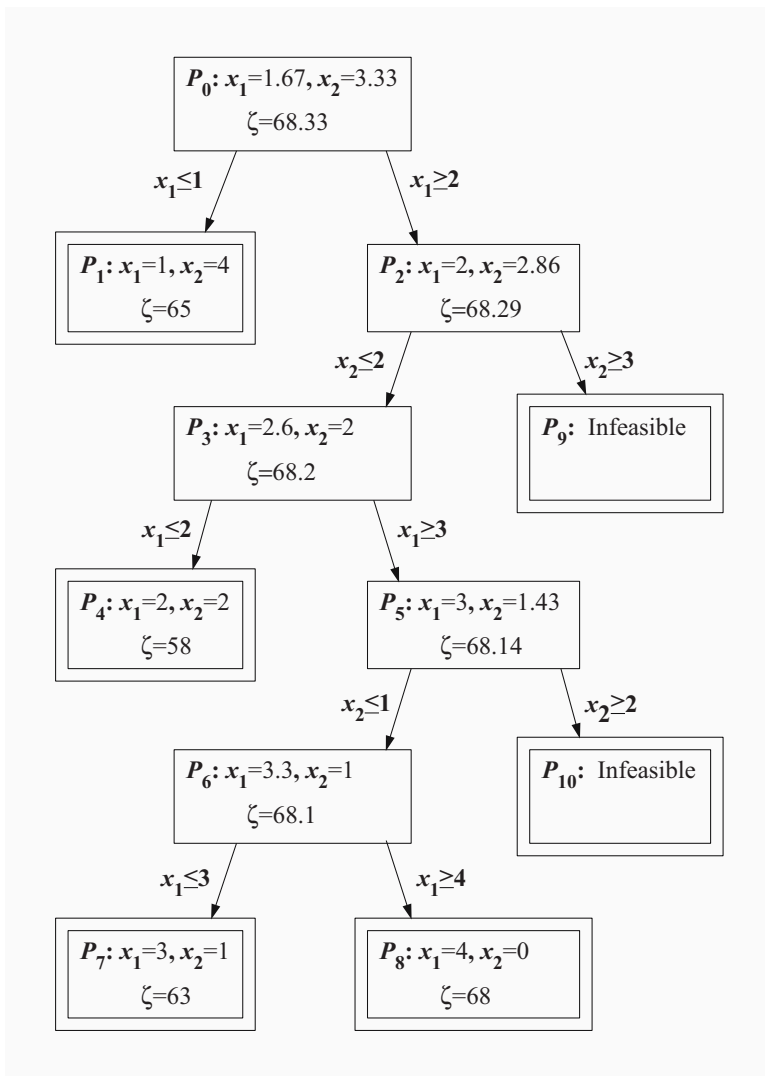 P₀: x₁=1.67, x₂=3.33
ζ=68.33
x₁≤1
x₁≥2
P₁: x₁=1, x₂=4
ζ=65
P₂: x₁=2, x₂=2.86
ζ=68.29
x₂≤2
x₂≥3
P₃: x₁=2.6, x₂=2
ζ=68.2
P₉: Infeasible
x₁≤2
x₁≥3
P₄: x₁=2, x₂=2
ζ=58
P₅: x₁=3, x₂=1.43
ζ=68.14
x₂≤1
x₂≥2
P₆: x₁=3.3, x₂=1
ζ=68.1
P₁₀: Infeasible
x₁≤3
x₁≥4
P₇: x₁=3, x₂=1
ζ=63
P₈: x₁=4, x₂=0
ζ=68